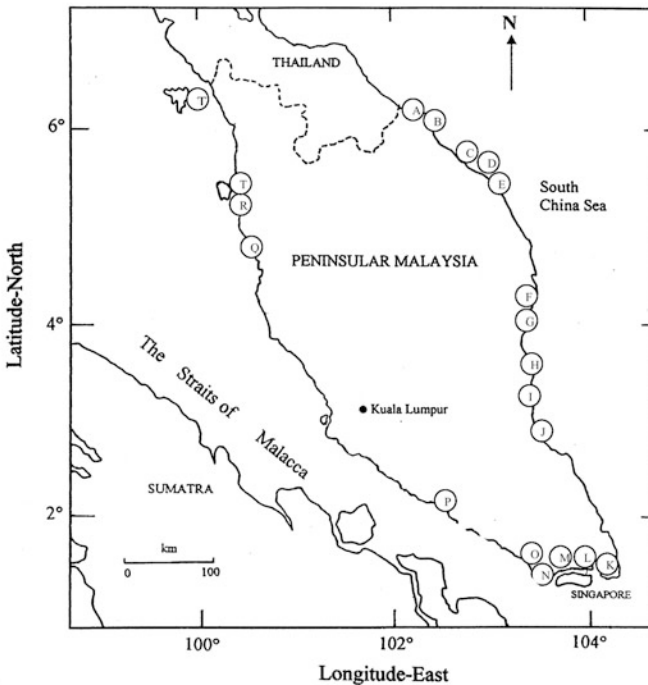 N
THAILAND
T
A
B
6°
C
D
T
E
R
South
China Sea
Q
PENINSULAR MALAYSIA
F
G
4°
The Straits of Malacca
H
Kuala Lumpur
I
J
SUMATRA
P
2°
km
0 100
O
M
L
K
N
SINGAPORE
100°
102°
104°
Latitude-North
Longitude-East